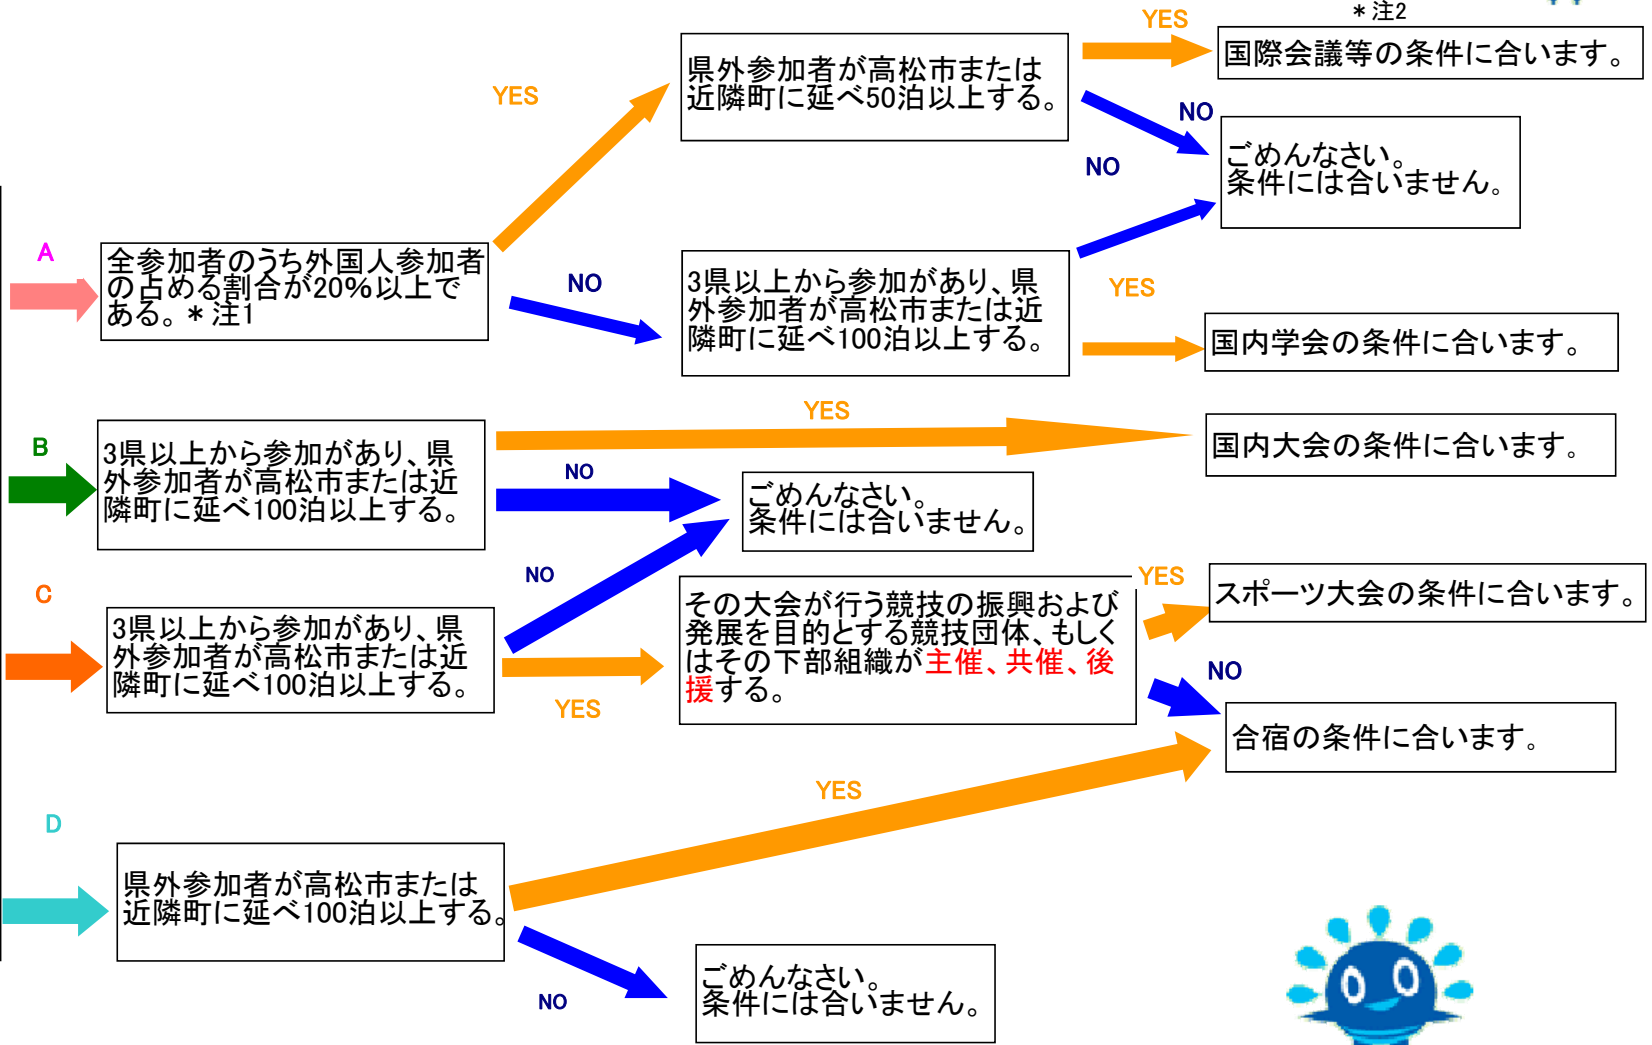 *注2
YES
国際会議等の条件に合います。
県外参加者が高松市または
近隣町に延べ50泊以上する。
YES
NO
ごめんなさい。
条件には合いません。
NO
A
全参加者のうち外国人参加者
の占める割合が20%以上で
ある。*注1
NO
3県以上から参加があり、県
外参加者が高松市または近
隣町に延べ100泊以上する。
YES
国内学会の条件に合います。
YES
国内大会の条件に合います。
B
3県以上から参加があり、県
外参加者が高松市または近
隣町に延べ100泊以上する。
NO
ごめんなさい。
条件には合いません。
NO
C
3県以上から参加があり、県
外参加者が高松市または近
隣町に延べ100泊以上する。
YES
その大会が行う競技の振興および
発展を目的とする競技団体、もしく
はその下部組織が主催、共催、後
援する。
YES
スポーツ大会の条件に合います。
NO
合宿の条件に合います。
YES
D
県外参加者が高松市または
近隣町に延べ100泊以上する。
NO
ごめんなさい。
条件には合いません。